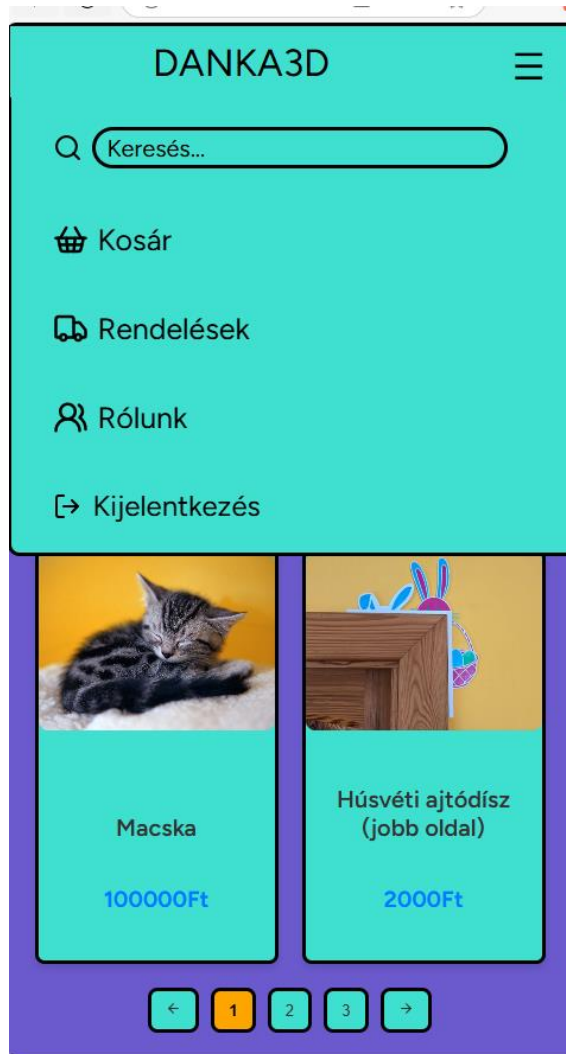 DANKA3D
Keresés...
Kosár
Rendelések
Rólunk
Kijelentkezés
Macska
100000Ft
Húsvéti ajtódísz
(jobb oldal)
2000Ft
← 1 2 3 →